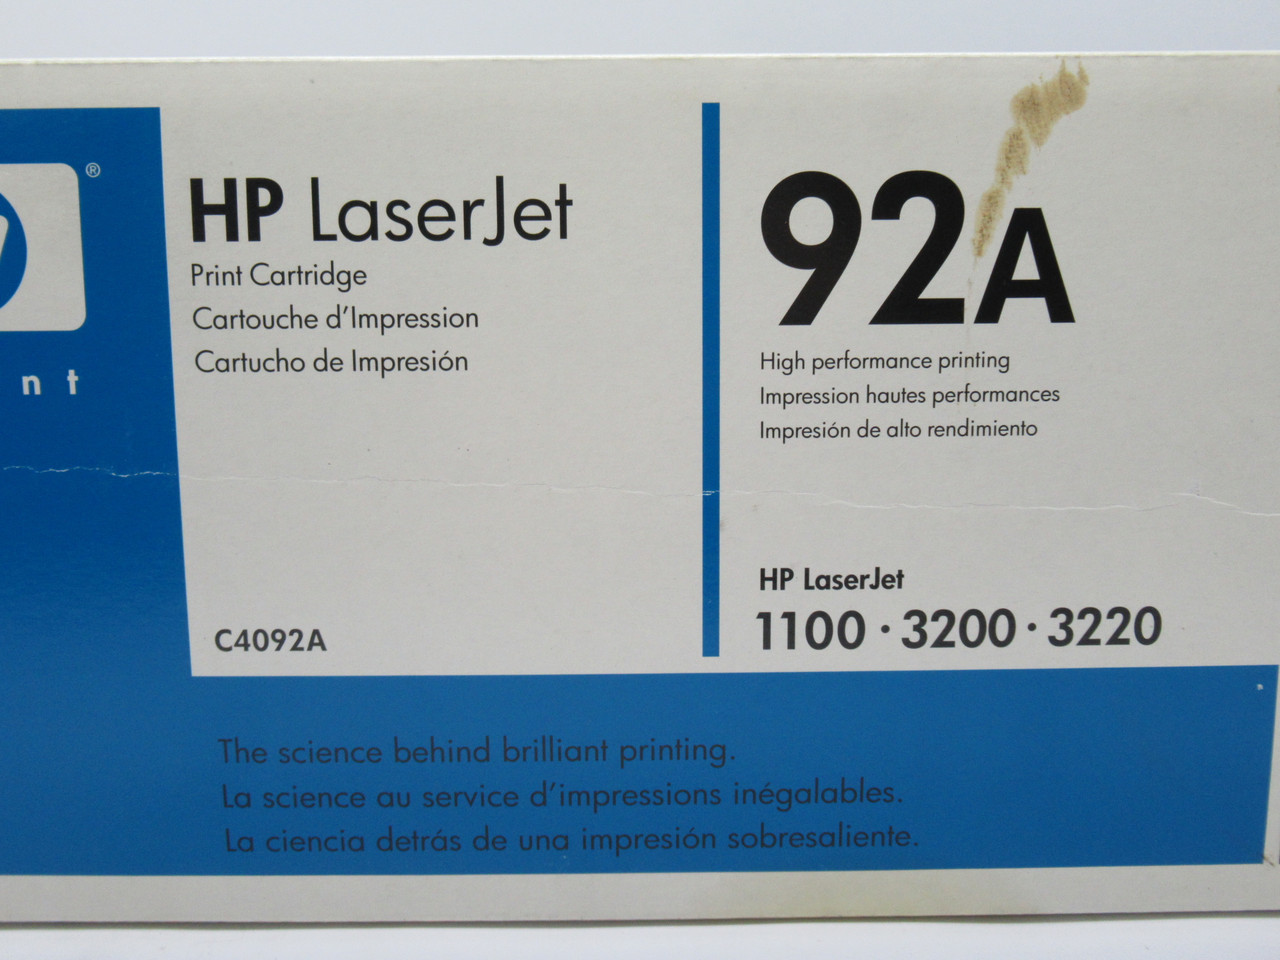 ®
HP LaserJet
Print Cartridge
Cartouche d'Impression
Cartucho de Impresión
C4092A
92A
High performance printing
Impression hautes performances
Impresión de alto rendimiento
HP LaserJet
1100 · 3200 · 3220
The science behind brilliant printing.
La science au service d'impressions inégalables.
La ciencia detrás de una impresión sobresaliente.